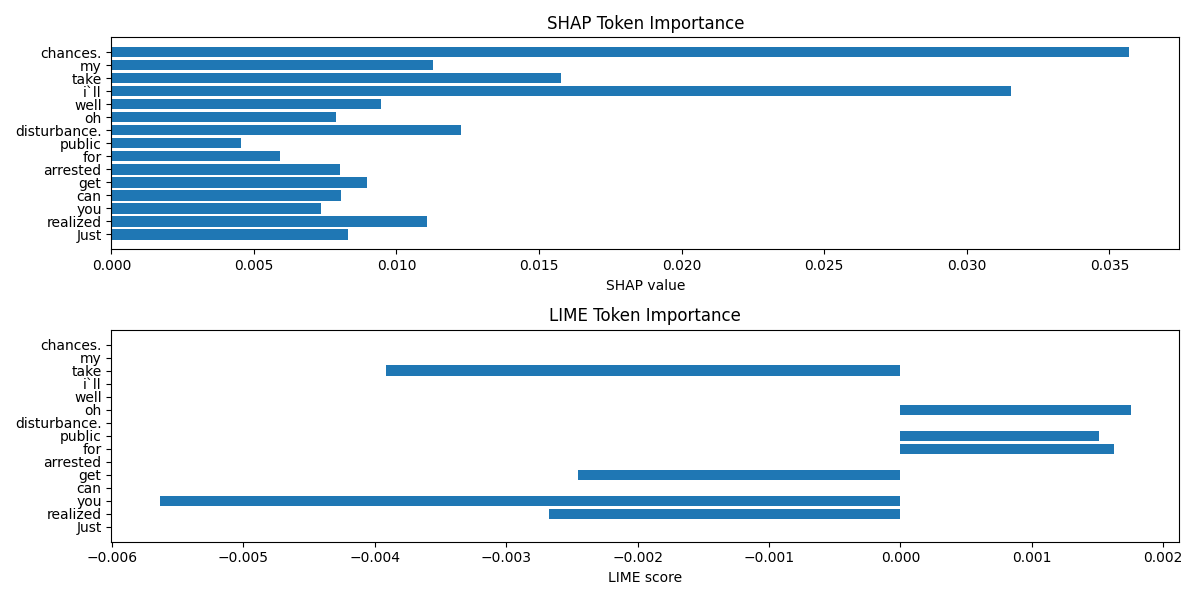 SHAP Token Importance
chances.
my
take
i`ll
well
oh
disturbance.
public
for
arrested
get
can
you
realized
Just
0.000 0.005 0.010 0.015 0.020 0.025 0.030 0.035
SHAP value
LIME Token Importance
chances.
my
take
i`ll
well
oh
disturbance.
public
for
arrested
get
can
you
realized
Just
−0.006 −0.005 −0.004 −0.003 −0.002 −0.001 0.000 0.001 0.002
LIME score